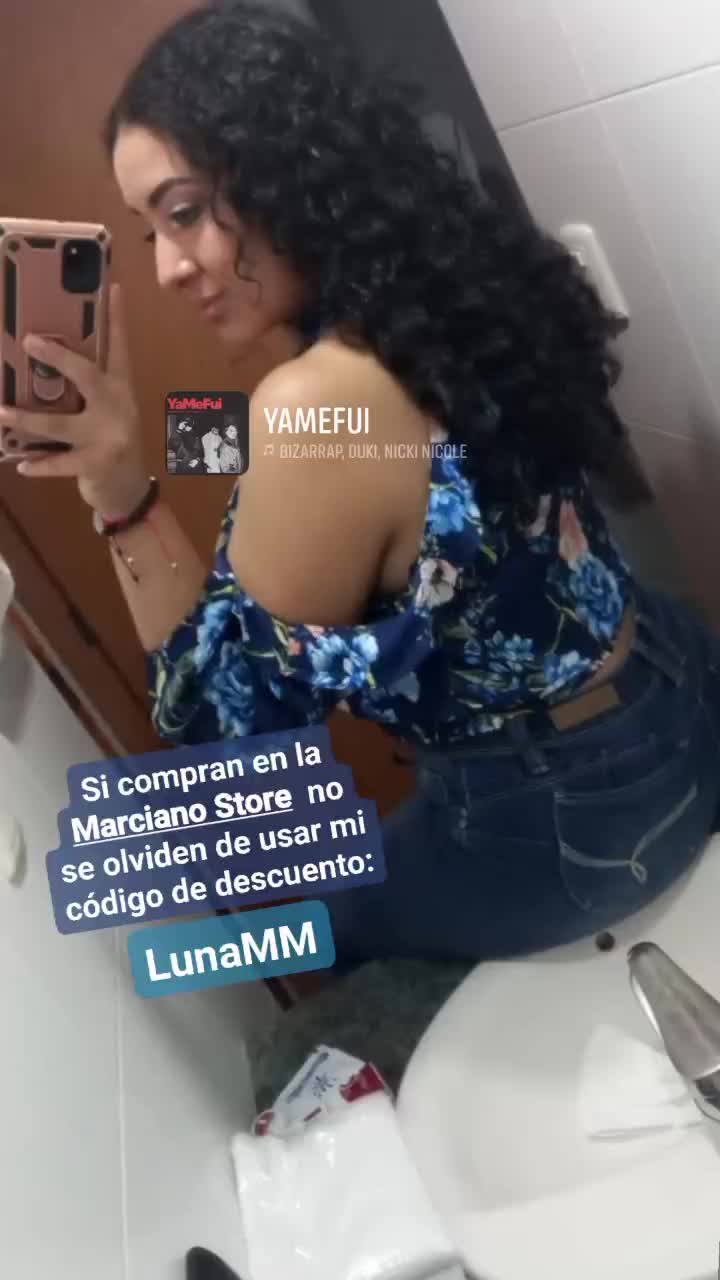 YaMeFui
YAMEFUI
BIZARRAP, DUKI, NICKI NICOLE
Si compran en la
Marciano Store no
se olviden de usar mi
código de descuento:
LunaMM